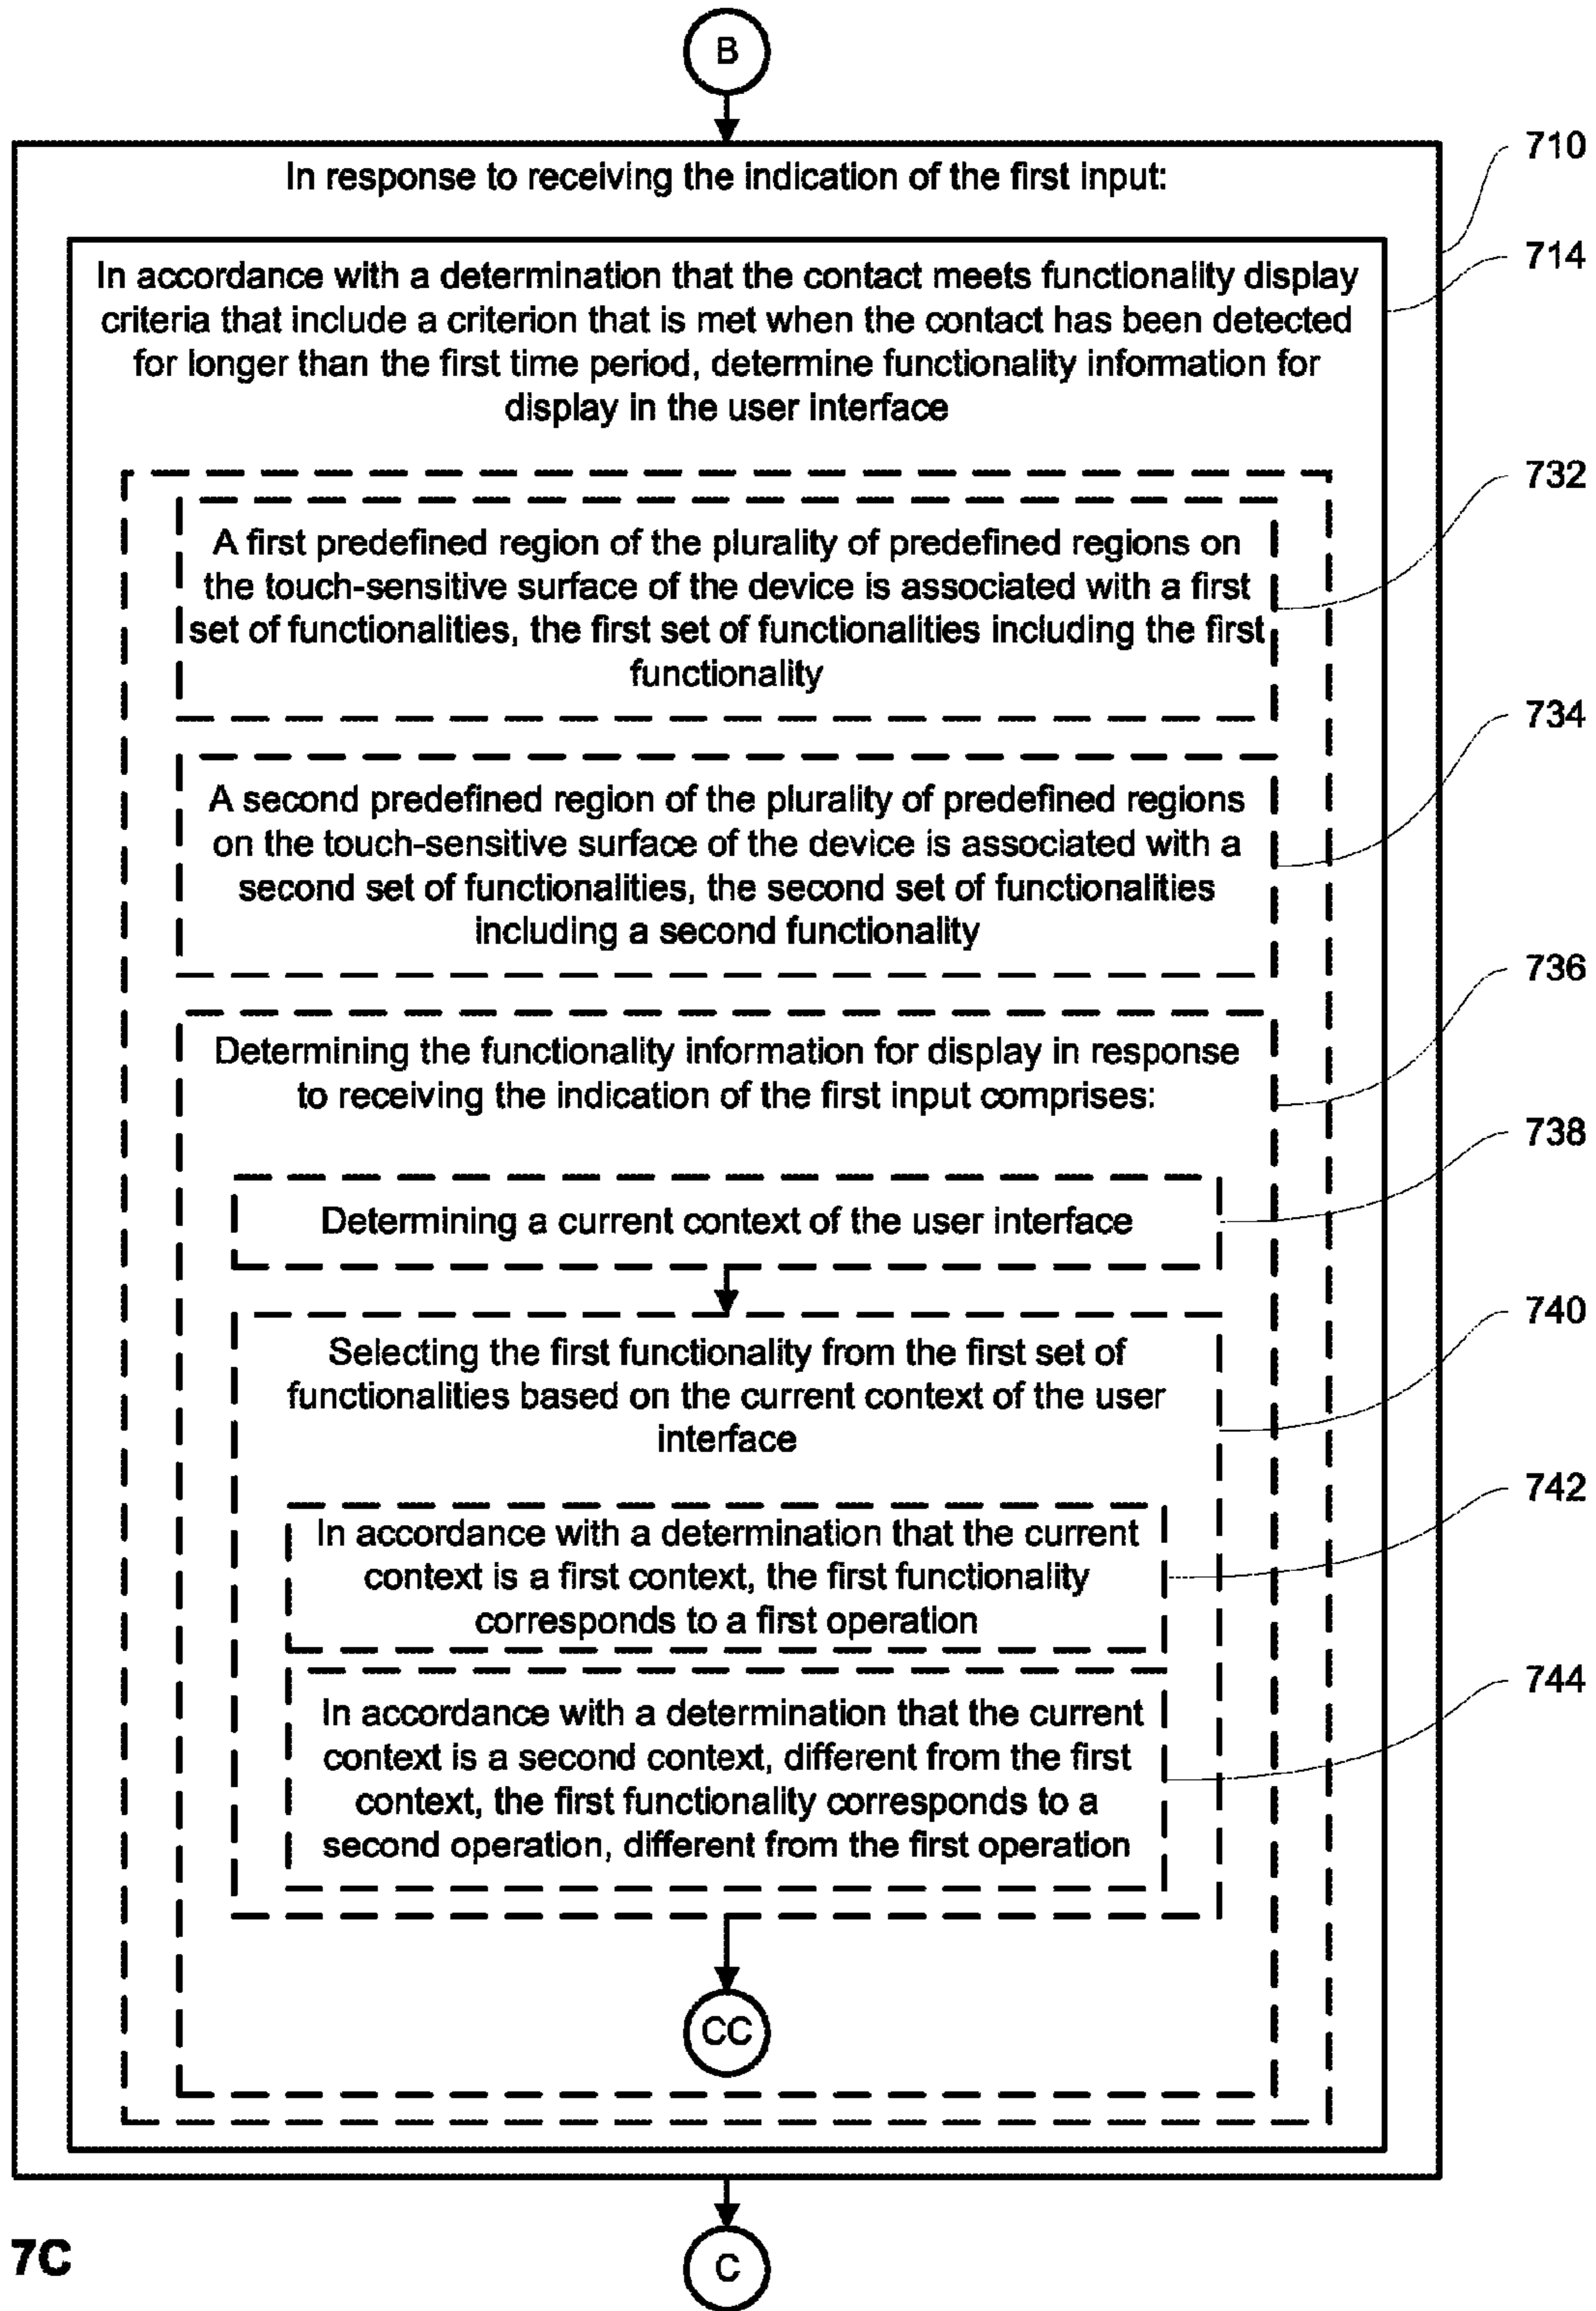 B
In response to receiving the indication of the first input:
710
In accordance with a determination that the contact meets functionality display
criteria that include a criterion that is met when the contact has been detected
for longer than the first time period, determine functionality information for
display in the user interface
714
A first predefined region of the plurality of predefined regions on
the touch-sensitive surface of the device is associated with a first
set of functionalities, the first set of functionalities including the first
functionality
732
A second predefined region of the plurality of predefined regions
on the touch-sensitive surface of the device is associated with a
second set of functionalities, the second set of functionalities
including a second functionality
734
Determining the functionality information for display in response
to receiving the indication of the first input comprises:
736
Determining a current context of the user interface
738
Selecting the first functionality from the first set of
functionalities based on the current context of the user
interface
740
In accordance with a determination that the current
context is a first context, the first functionality
corresponds to a first operation
742
In accordance with a determination that the current
context is a second context, different from the first
context, the first functionality corresponds to a
second operation, different from the first operation
744
CC
C
7C